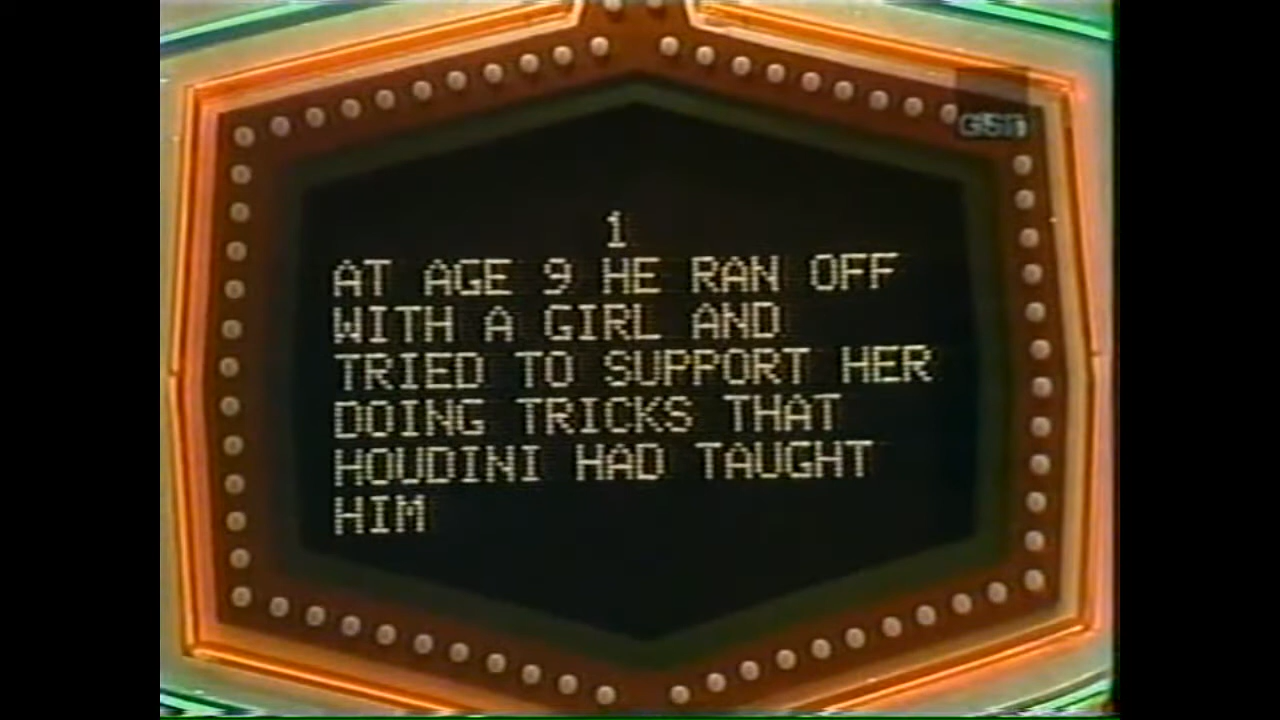 GSN
1
AT AGE 9 HE RAN OFF
WITH A GIRL AND
TRIED TO SUPPORT HER
DOING TRICKS THAT
HOUDINI HAD TAUGHT
HIM